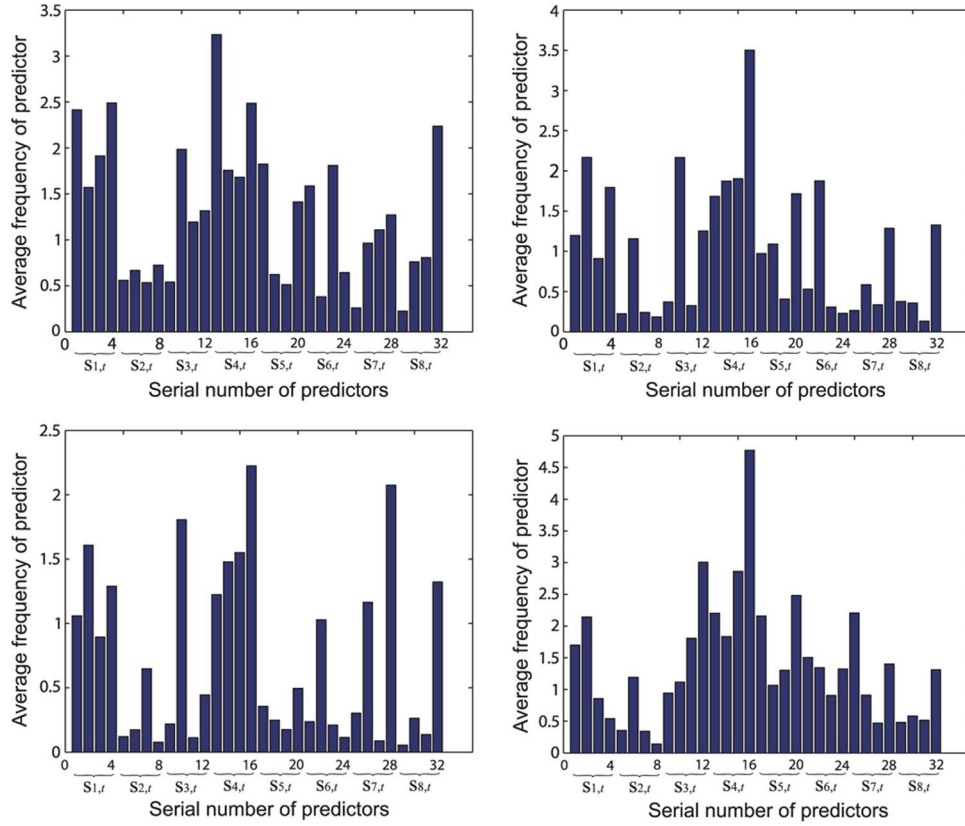 3.5
3
2.5
2
1.5
1
0.5
0
Average frequency of predictor
0 4 8 12 16 20 24 28 32
S1,t S2,t S3,t S4,t S5,t S6,t S7,t S8,t
Serial number of predictors
4
3.5
3
2.5
2
1.5
1
0.5
0
Average frequency of predictor
0 4 8 12 16 20 24 28 32
S1,t S2,t S3,t S4,t S5,t S6,t S7,t S8,t
Serial number of predictors
2.5
2
1.5
1
0.5
0
Average frequency of predictor
0 4 8 12 16 20 24 28 32
S1,t S2,t S3,t S4,t S5,t S6,t S7,t S8,t
Serial number of predictors
5
4.5
4
3.5
3
2.5
2
1.5
1
0.5
0
Average frequency of predictor
0 4 8 12 16 20 24 28 32
S1,t S2,t S3,t S4,t S5,t S6,t S7,t S8,t
Serial number of predictors